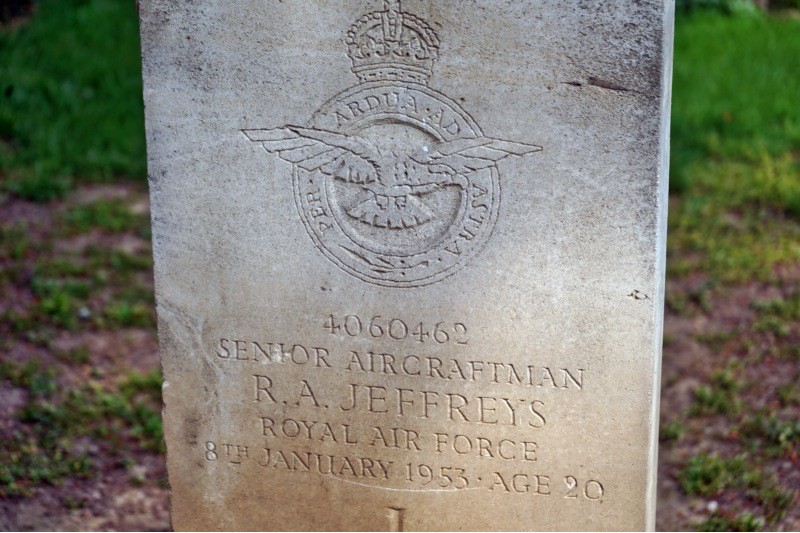 PER · ARDUA · AD ASTRA
4060462
SENIOR AIRCRAFTMAN
R. A. JEFFREYS
ROYAL AIR FORCE
8TH JANUARY 1953 · AGE 20